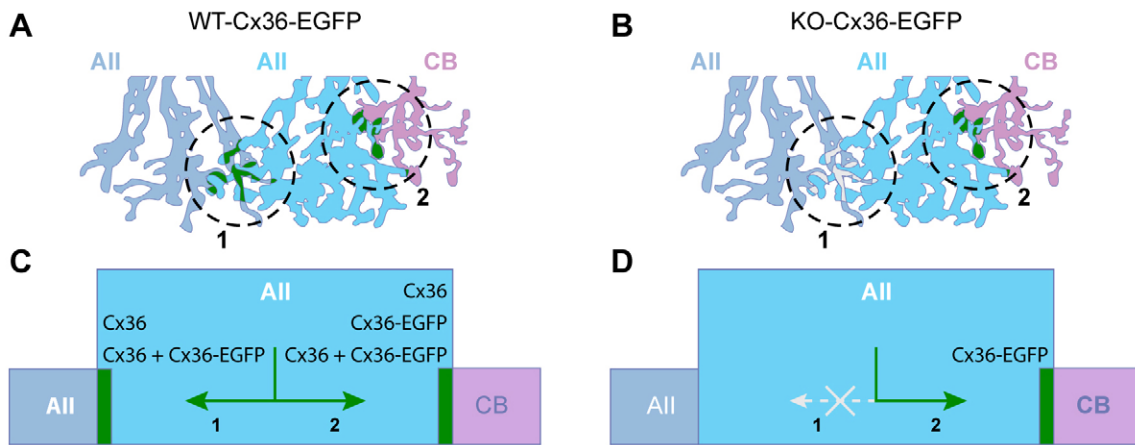 A WT-Cx36-EGFP
AII AII CB
1 2
B KO-Cx36-EGFP
AII AII CB
1 2
C
AII
Cx36
Cx36
Cx36-EGFP
Cx36 + Cx36-EGFP Cx36 + Cx36-EGFP
AII 1 2 CB
D
AII
Cx36-EGFP
AII 1 2 CB